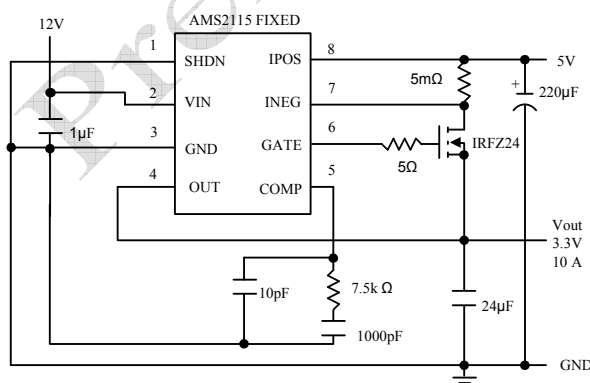 AMS2115 FIXED
12V
1
SHDN
IPOS
8
5V
5mΩ
+
220µF
2
VIN
INEG
7
1µF
3
GND
GATE
6
5Ω
IRFZ24
4
OUT
COMP
5
Vout
3.3V
10 A
10pF
7.5k Ω
24µF
1000pF
GND